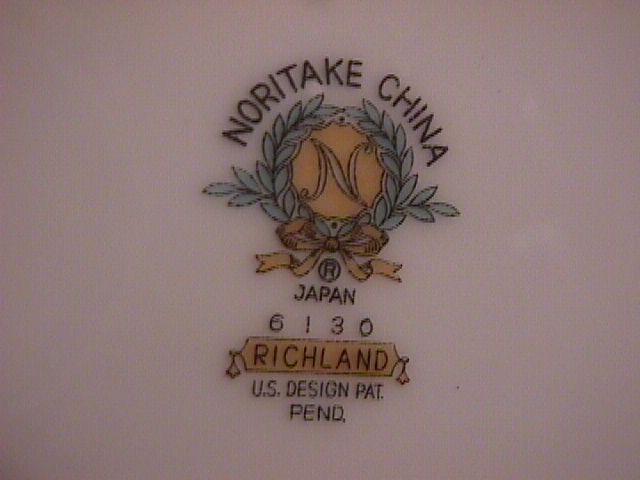 NORITAKE CHINA
N
®
JAPAN
6130
RICHLAND
U.S. DESIGN PAT.
PEND.